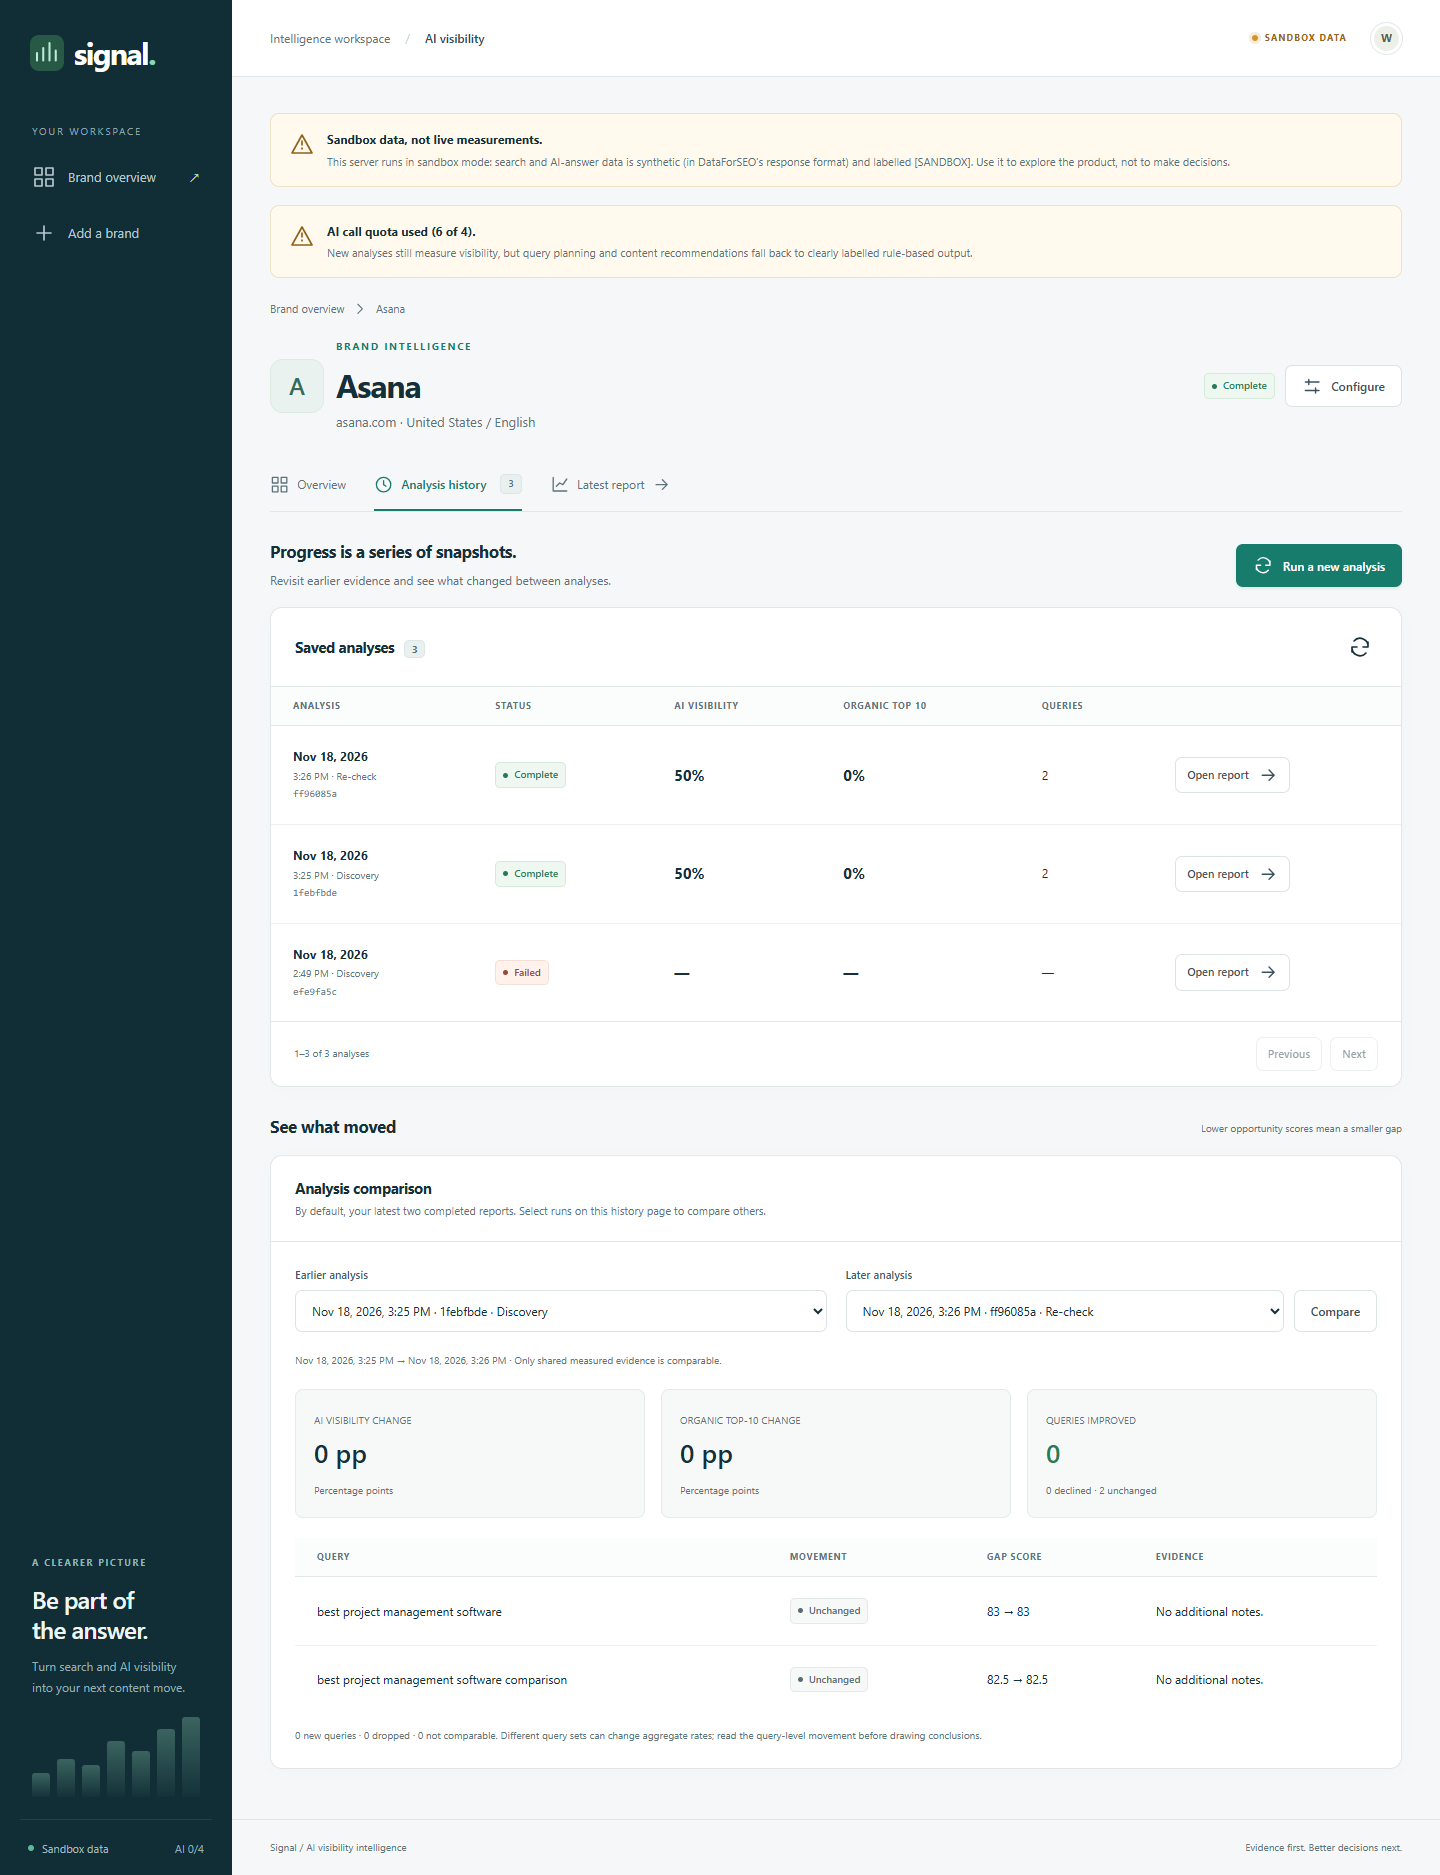 signal.
YOUR WORKSPACE
Brand overview ↗
Add a brand
A CLEARER PICTURE
Be part of
the answer.
Turn search and AI visibility
into your next content move.
Sandbox data AI 0/4
Intelligence workspace / AI visibility
SANDBOX DATA W
Sandbox data, not live measurements.
This server runs in sandbox mode: search and AI-answer data is synthetic (in DataForSEO's response format) and labelled [SANDBOX]. Use it to explore the product, not to make decisions.
AI call quota used (6 of 4).
New analyses still measure visibility, but query planning and content recommendations fall back to clearly labelled rule-based output.
Brand overview > Asana
BRAND INTELLIGENCE
A Asana
asana.com · United States / English
Complete Configure
Overview Analysis history 3 Latest report →
Progress is a series of snapshots.
Revisit earlier evidence and see what changed between analyses.
Run a new analysis
Saved analyses 3
ANALYSIS STATUS AI VISIBILITY ORGANIC TOP 10 QUERIES
Nov 18, 2026
3:26 PM · Re-check
ff96085a
Complete 50% 0% 2 Open report →
Nov 18, 2026
3:25 PM · Discovery
1febfbde
Complete 50% 0% 2 Open report →
Nov 18, 2026
2:49 PM · Discovery
efe9fa5c
Failed — — — Open report →
1–3 of 3 analyses Previous Next
See what moved
Lower opportunity scores mean a smaller gap
Analysis comparison
By default, your latest two completed reports. Select runs on this history page to compare others.
Earlier analysis Later analysis
Nov 18, 2026, 3:25 PM · 1febfbde · Discovery Nov 18, 2026, 3:26 PM · ff96085a · Re-check Compare
Nov 18, 2026, 3:25 PM → Nov 18, 2026, 3:26 PM · Only shared measured evidence is comparable.
AI VISIBILITY CHANGE
0 pp
Percentage points
ORGANIC TOP-10 CHANGE
0 pp
Percentage points
QUERIES IMPROVED
0
0 declined · 2 unchanged
QUERY MOVEMENT GAP SCORE EVIDENCE
best project management software Unchanged 83 → 83 No additional notes.
best project management software comparison Unchanged 82.5 → 82.5 No additional notes.
0 new queries · 0 dropped · 0 not comparable. Different query sets can change aggregate rates; read the query-level movement before drawing conclusions.
Signal / AI visibility intelligence Evidence first. Better decisions next.